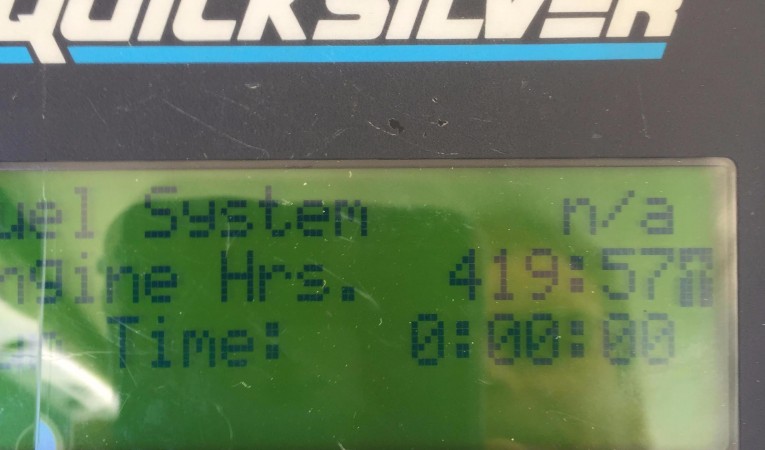 QUICKSILVER
uel System n/a
ngine Hrs. 419:57
Time: 0:00:00